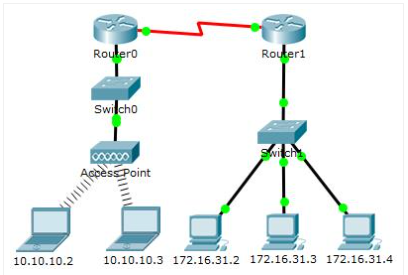 Router0
Router1
Switch0
Switch1
Access Point
10.10.10.2
10.10.10.3
172.16.31.2
172.16.31.3
172.16.31.4